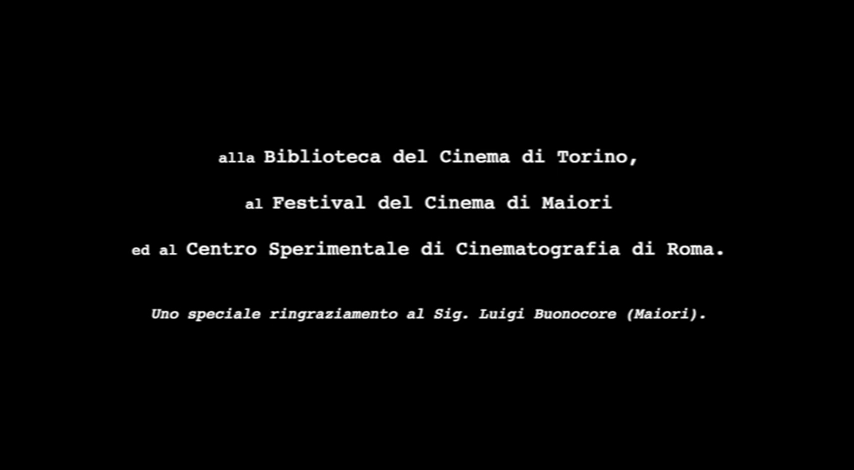 alla Biblioteca del Cinema di Torino,
al Festival del Cinema di Maiori
ed al Centro Sperimentale di Cinematografia di Roma.
Uno speciale ringraziamento al Sig. Luigi Buonocore (Maiori).